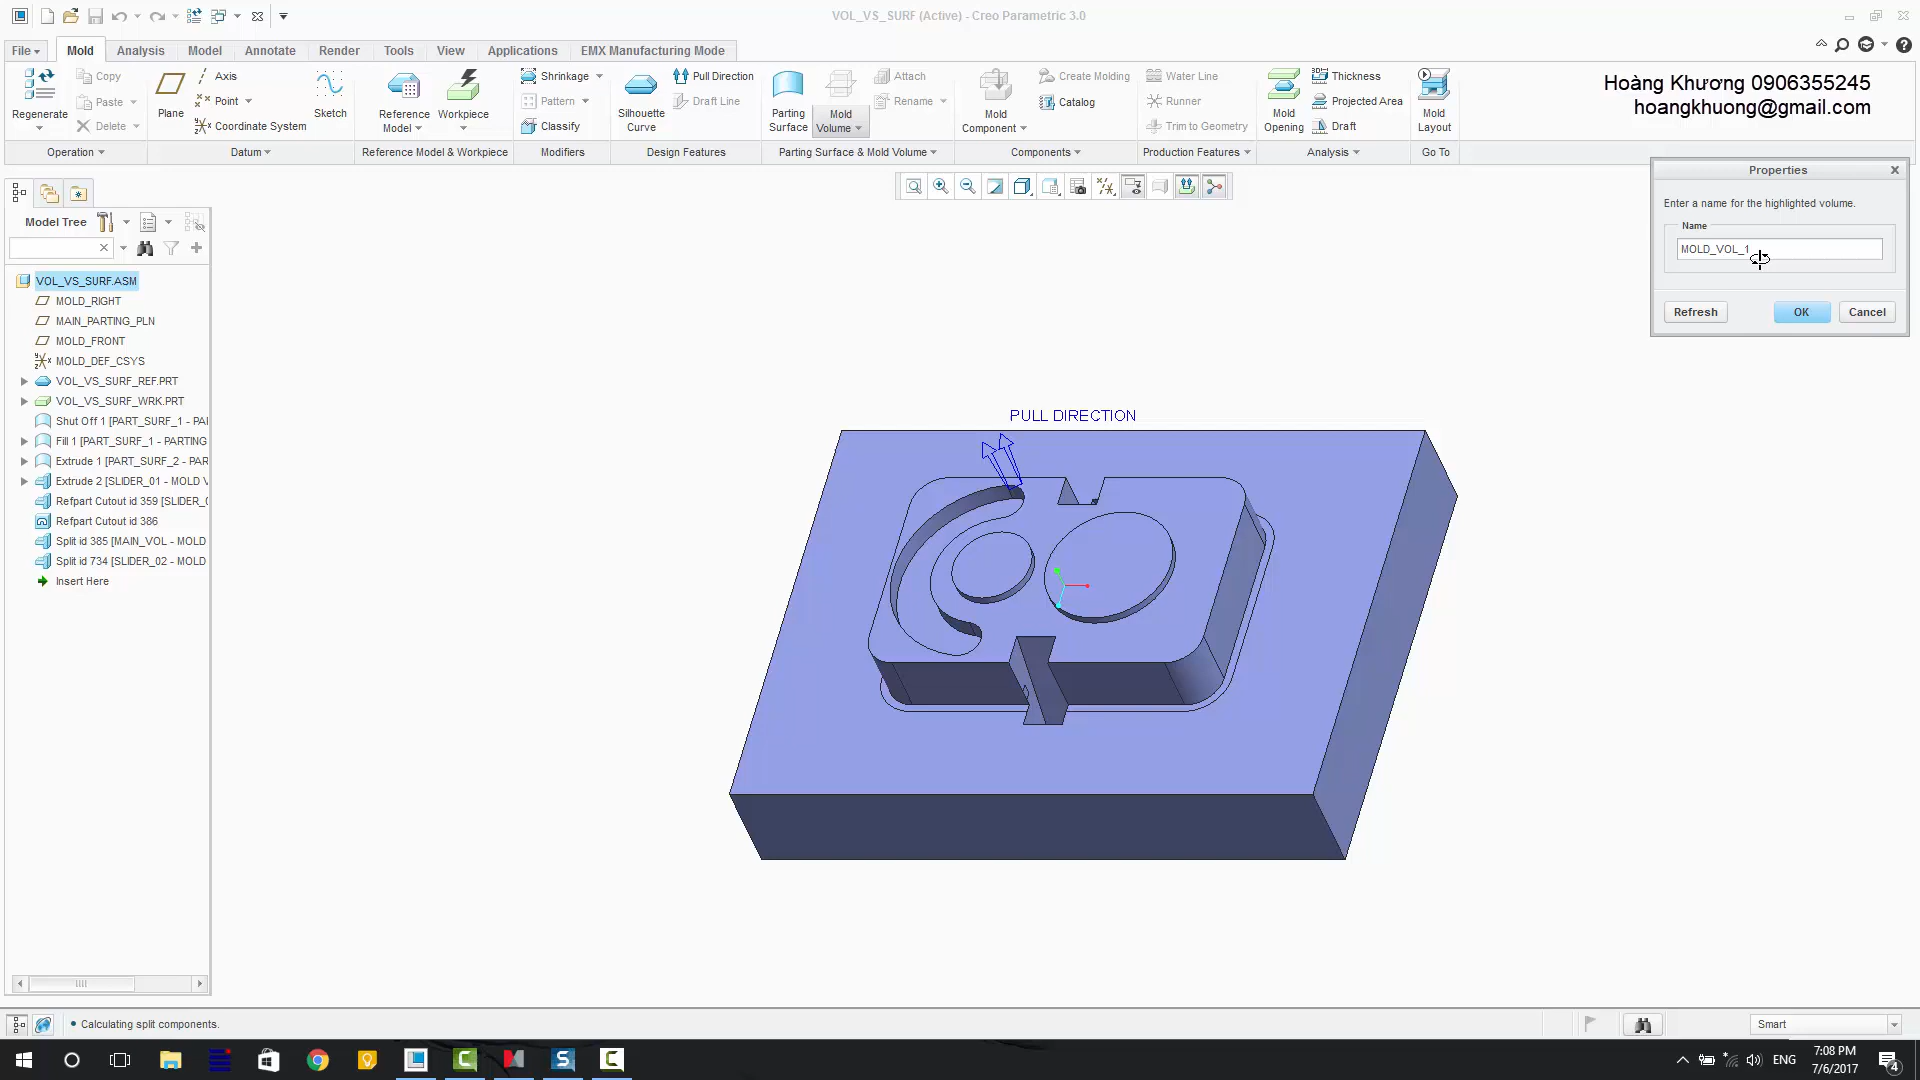 VOL_VS_SURF (Active) - Creo Parametric 3.0
File Mold Analysis Model Annotate Render Tools View Applications EMX Manufacturing Mode
Regenerate
Copy
Paste
Delete
Operation
Plane
Axis
Point
Coordinate System
Sketch
Datum
Reference Model
Workpiece
Reference Model & Workpiece
Shrinkage
Pattern
Classify
Modifiers
Silhouette Curve
Pull Direction
Draft Line
Design Features
Parting Surface
Mold Volume
Attach
Rename
Parting Surface & Mold Volume
Mold Component
Create Molding
Catalog
Components
Water Line
Runner
Trim to Geometry
Production Features
Mold Opening
Thickness
Projected Area
Draft
Analysis
Mold Layout
Go To
Hoàng Khương 0906355245
hoangkhuong@gmail.com
Properties
Enter a name for the highlighted volume.
Name
MOLD_VOL_1
Refresh OK Cancel
Model Tree
VOL_VS_SURF.ASM
MOLD_RIGHT
MAIN_PARTING_PLN
MOLD_FRONT
MOLD_DEF_CSYS
VOL_VS_SURF_REF.PRT
VOL_VS_SURF_WRK.PRT
Shut Off 1 [PART_SURF_1 - PA
Fill 1 [PART_SURF_1 - PARTING
Extrude 1 [PART_SURF_2 - PAR
Extrude 2 [SLIDER_01 - MOLD V
Refpart Cutout id 359 [SLIDER_0
Refpart Cutout id 386
Split id 385 [MAIN_VOL - MOLD
Split id 734 [SLIDER_02 - MOLD
Insert Here
PULL DIRECTION
Calculating split components.
Smart
ENG
7:08 PM
7/6/2017
4